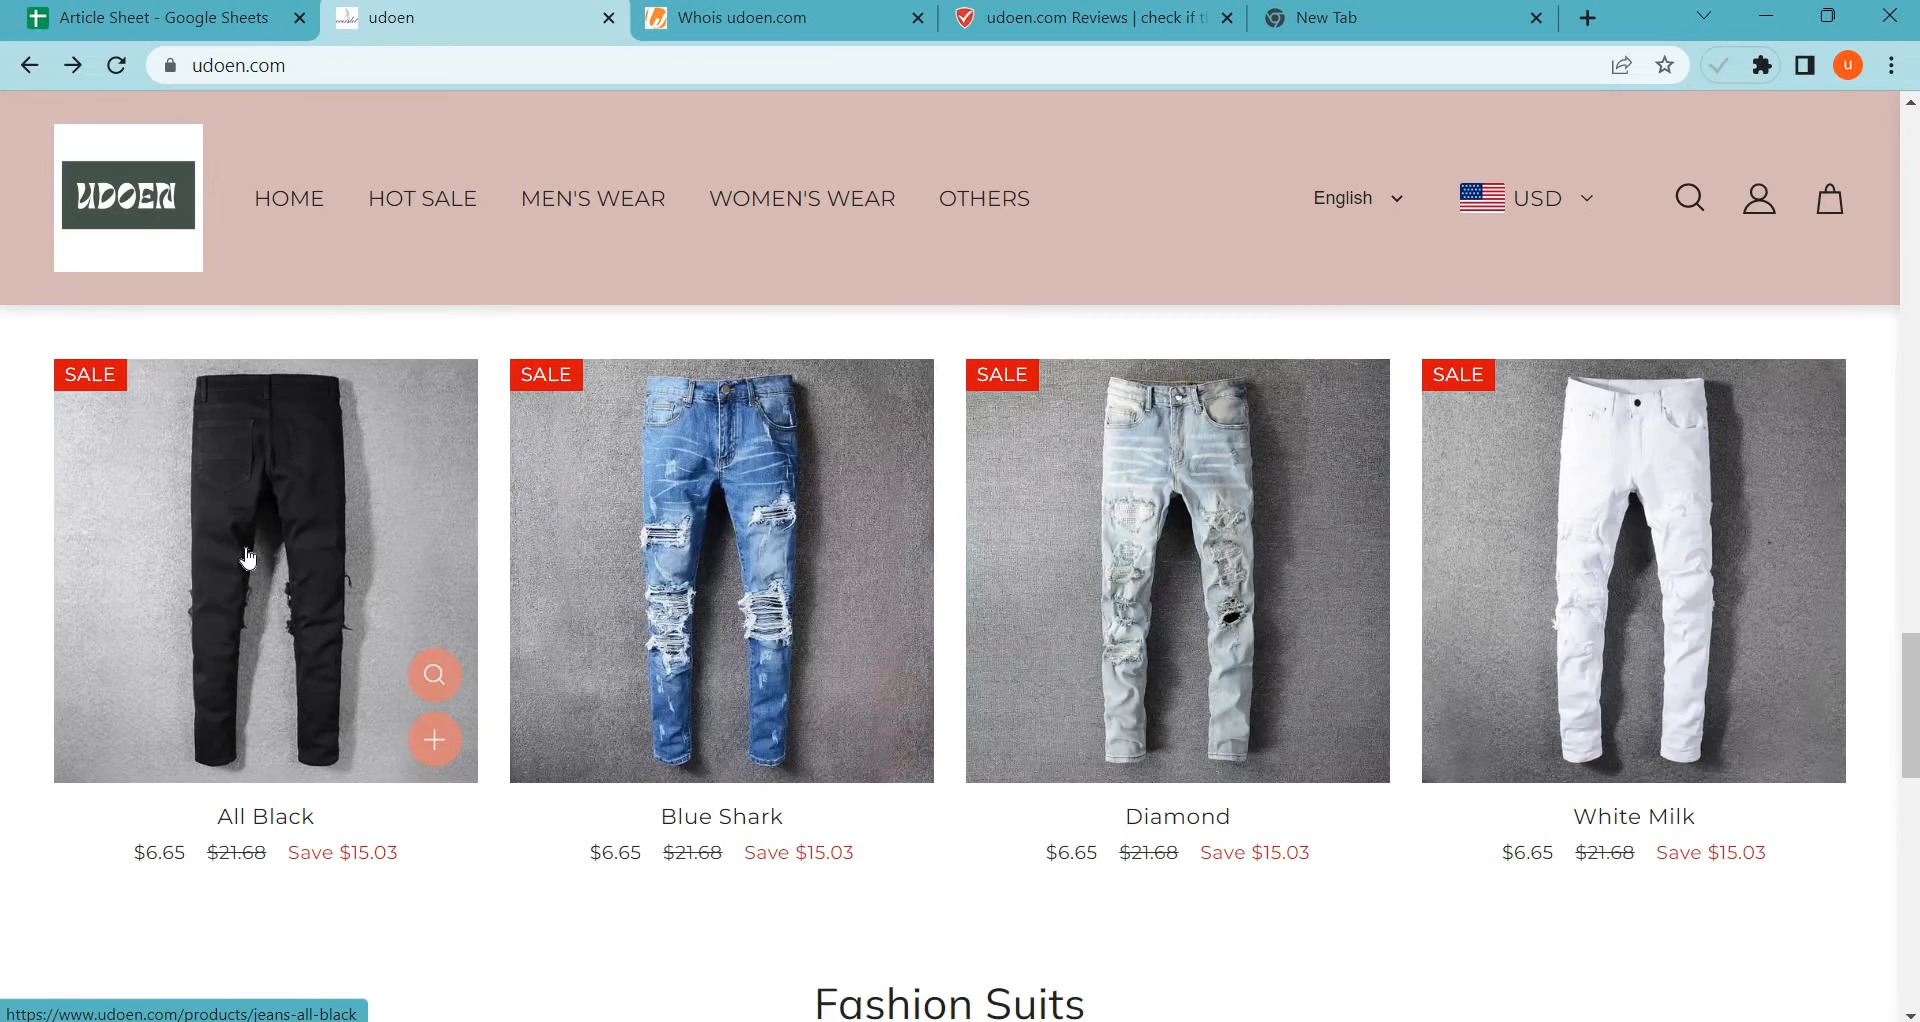 Article Sheet - Google Sheets
udoen
Whois udoen.com
udoen.com Reviews | check if
New Tab
udoen.com
u
UDOEN
HOME HOT SALE MEN'S WEAR WOMEN'S WEAR OTHERS
English USD
SALE SALE SALE SALE
All Black Blue Shark Diamond White Milk
$6.65 $21.68 Save $15.03 $6.65 $21.68 Save $15.03 $6.65 $21.68 Save $15.03 $6.65 $21.68 Save $15.03
Fashion Suits
https://www.udoen.com/products/jeans-all-black